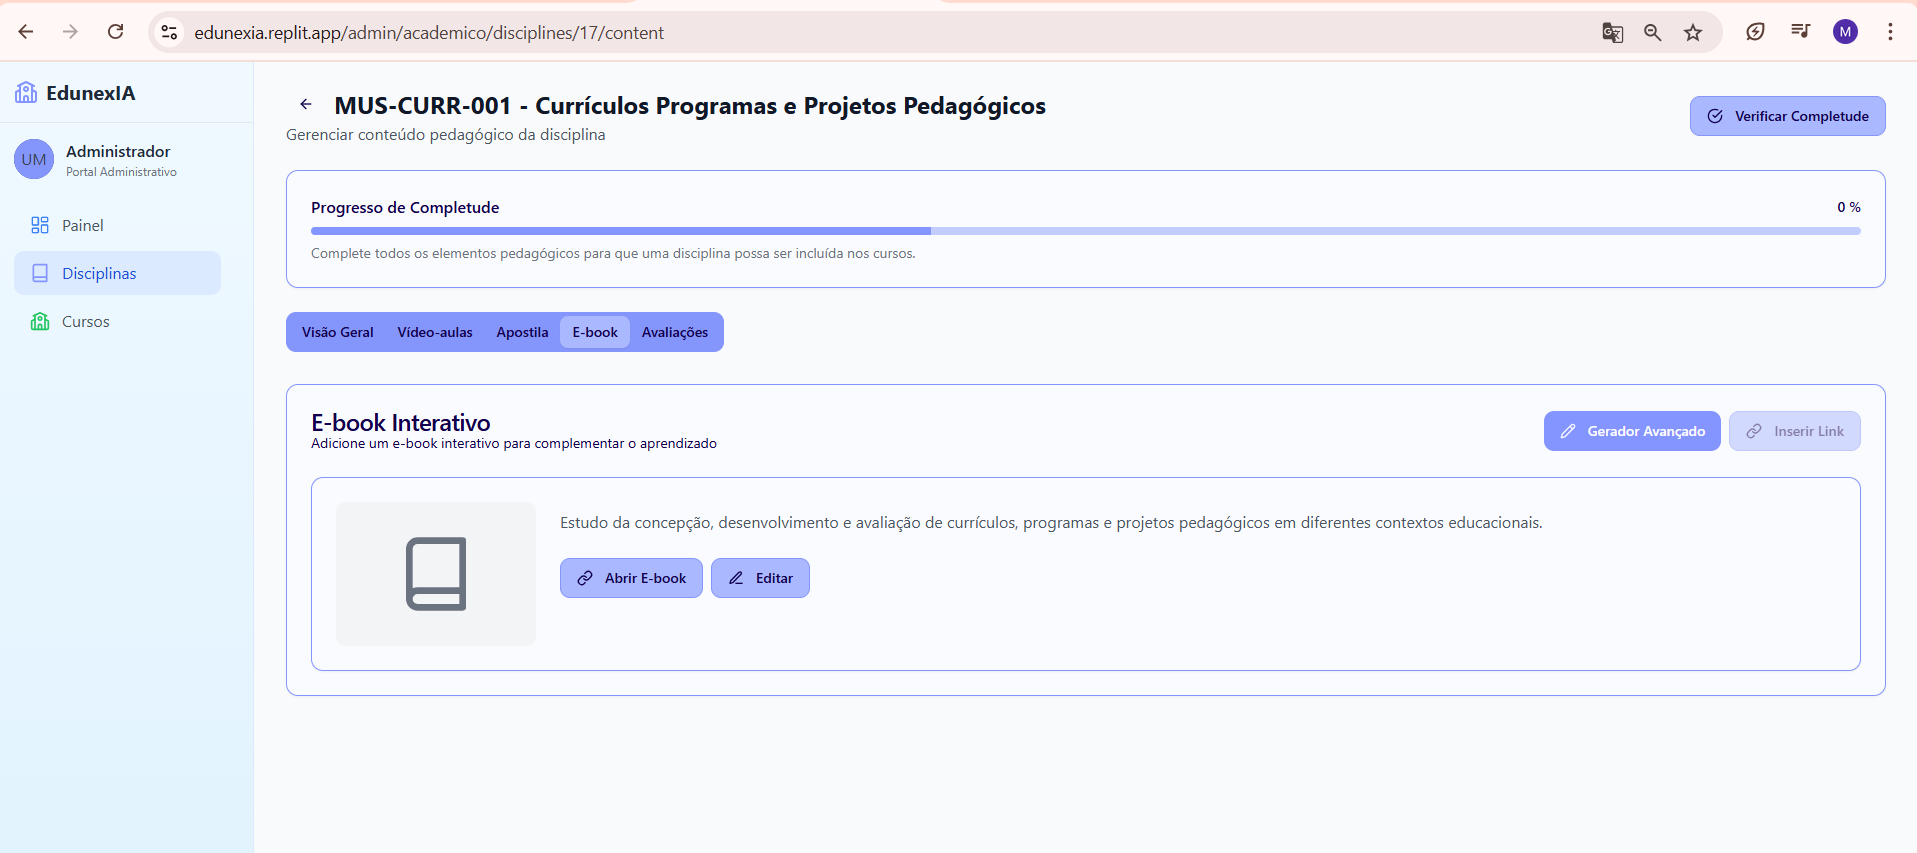 edunexia.replit.app/admin/academico/disciplines/17/content
M
EdunexIA
UM
Administrador
Portal Administrativo
Painel
Disciplinas
Cursos
MUS-CURR-001 - Currículos Programas e Projetos Pedagógicos
Gerenciar conteúdo pedagógico da disciplina
Verificar Completude
Progresso de Completude
0 %
Complete todos os elementos pedagógicos para que uma disciplina possa ser incluída nos cursos.
Visão Geral Vídeo-aulas Apostila E-book Avaliações
E-book Interativo
Adicione um e-book interativo para complementar o aprendizado
Gerador Avançado Inserir Link
Estudo da concepção, desenvolvimento e avaliação de currículos, programas e projetos pedagógicos em diferentes contextos educacionais.
Abrir E-book Editar